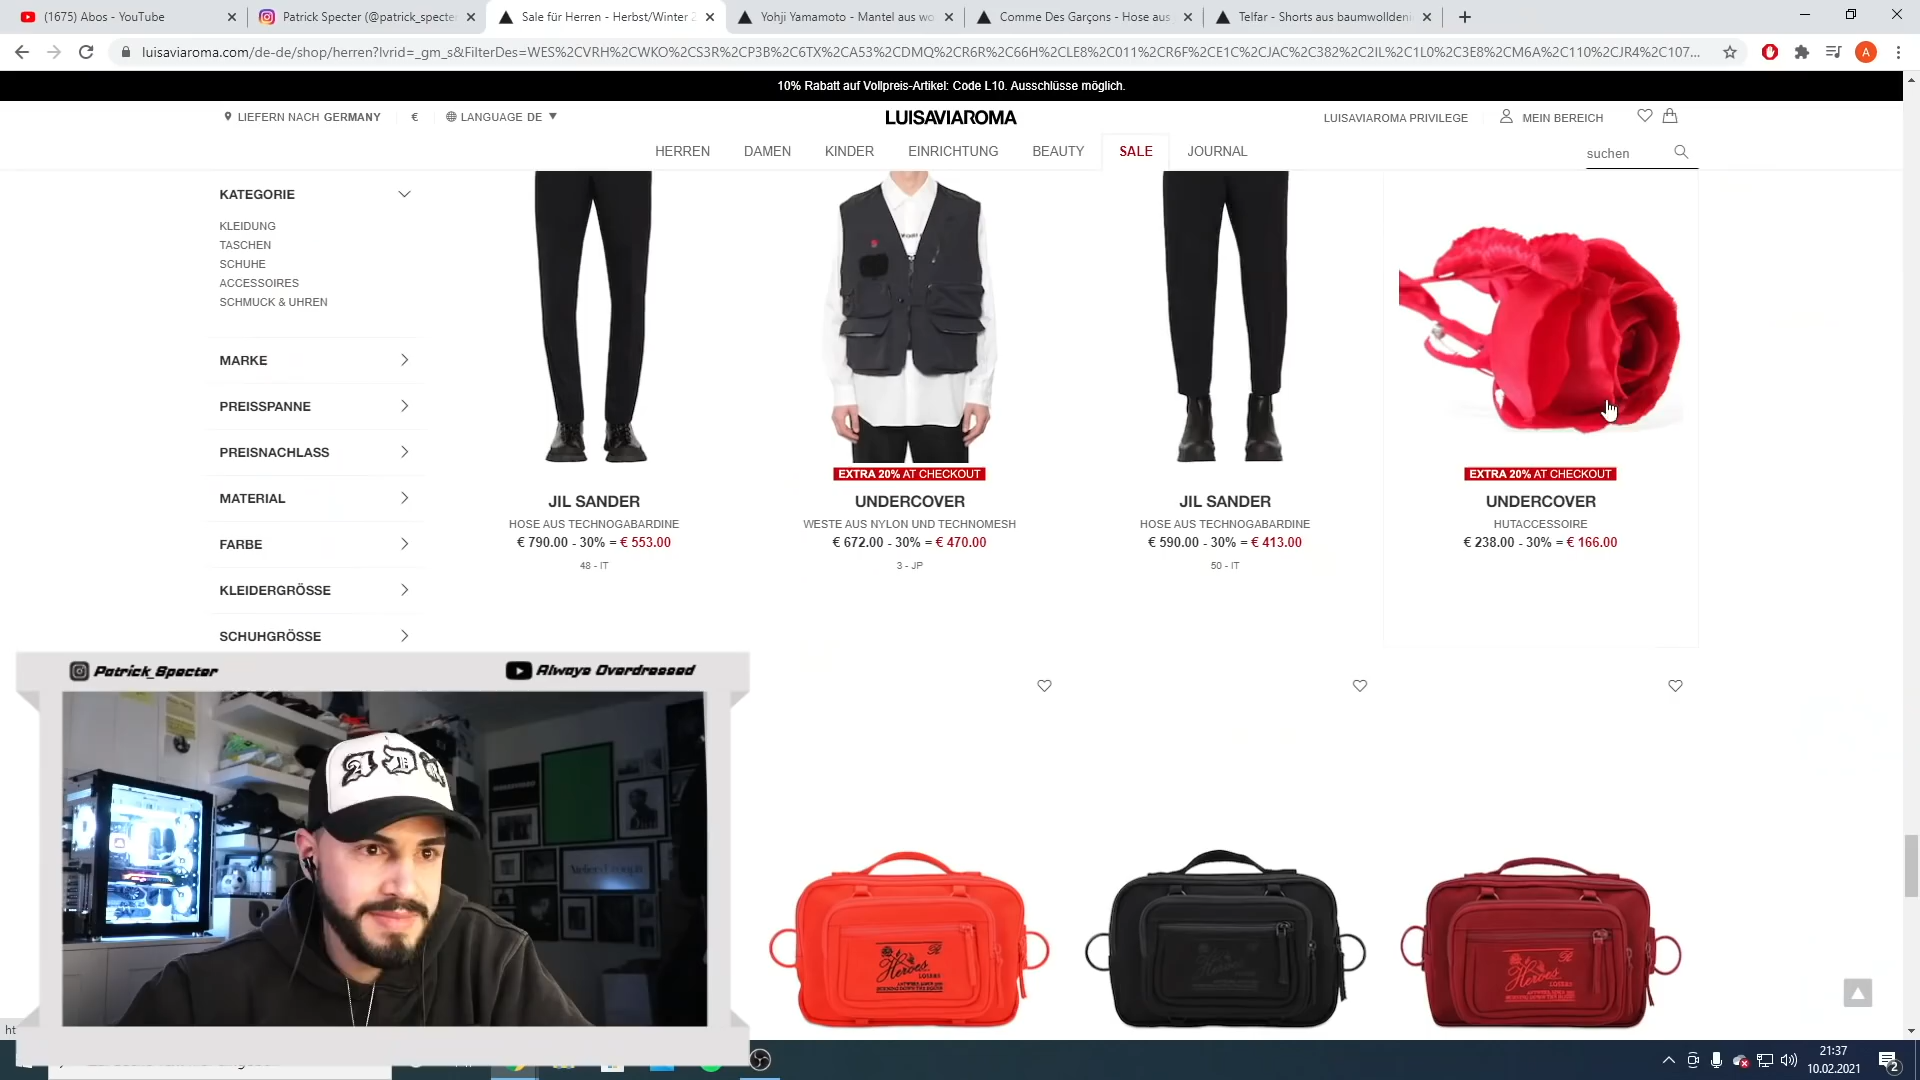 (1675) Abos - YouTube
Patrick Specter (@patrick_specte
Sale für Herren - Herbst/Winter 2
Yohji Yamamoto - Mantel aus wo
Comme Des Garçons - Hose aus
Telfar - Shorts aus baumwolldeni
luisaviaroma.com/de-de/shop/herren?lvrid=_gm_s&FilterDes=WES%2CVRH%2CWKO%2CS3R%2CP3B%2C6TX%2CA53%2CDMQ%2CR6R%2C66H%2CLE8%2C011%2CR6F%2CE1C%2CJAC%2C382%2C2IL%2C1L0%2C3E8%2CM6A%2C110%2CJR4%2C107...
A
10% Rabatt auf Vollpreis-Artikel: Code L10. Ausschlüsse möglich.
LIEFERN NACH GERMANY
€
LANGUAGE DE
LUISAVIAROMA
LUISAVIAROMA PRIVILEGE
MEIN BEREICH
HERREN
DAMEN
KINDER
EINRICHTUNG
BEAUTY
SALE
JOURNAL
suchen
KATEGORIE
KLEIDUNG
TASCHEN
SCHUHE
ACCESSOIRES
SCHMUCK & UHREN
MARKE
PREISSPANNE
PREISNACHLASS
MATERIAL
FARBE
KLEIDERGRÖSSE
SCHUHGRÖSSE
JIL SANDER
HOSE AUS TECHNOGABARDINE
€ 790.00 - 30% = € 553.00
48 - IT
EXTRA 20% AT CHECKOUT
UNDERCOVER
WESTE AUS NYLON UND TECHNOMESH
€ 672.00 - 30% = € 470.00
3 - JP
JIL SANDER
HOSE AUS TECHNOGABARDINE
€ 590.00 - 30% = € 413.00
50 - IT
EXTRA 20% AT CHECKOUT
UNDERCOVER
HUTACCESSOIRE
€ 238.00 - 30% = € 166.00
Patrick_Specter
Always Overdressed
Heroes
LOSERS
Heroes
Heroes
LOSERS
21:37
10.02.2021
2